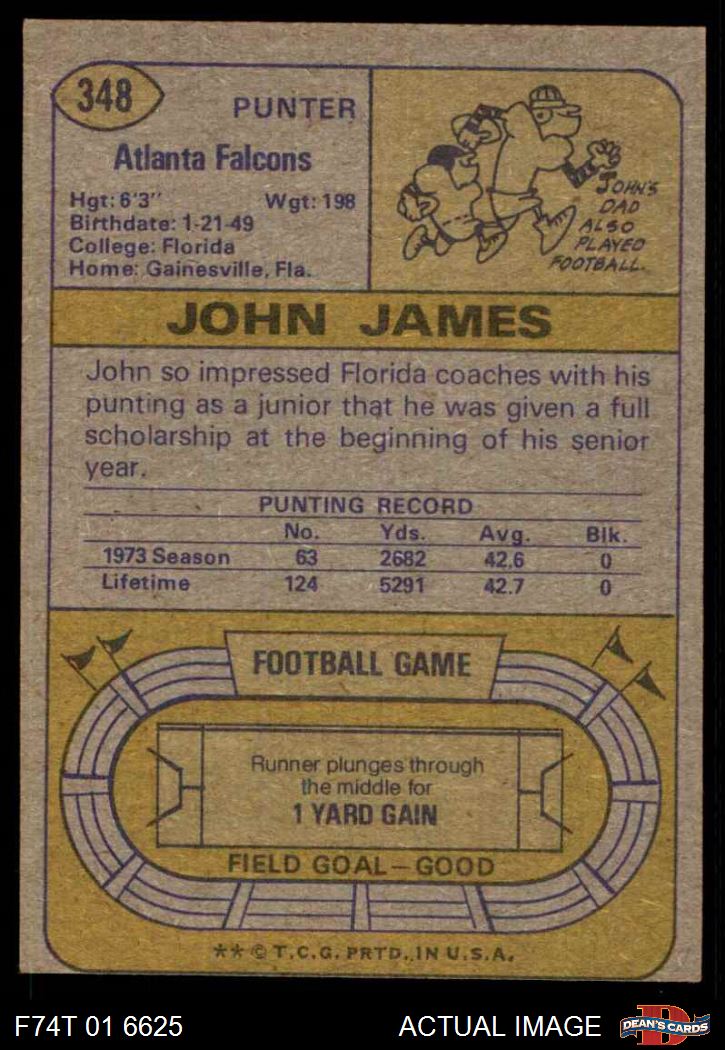 348
PUNTER
Atlanta Falcons
Hgt: 6'3" Wgt: 198
Birthdate: 1-21-49
College: Florida
Home: Gainesville, Fla.
JOHN'S
DAD
ALSO
PLAYED
FOOTBALL.
JOHN JAMES
John so impressed Florida coaches with his
punting as a junior that he was given a full
scholarship at the beginning of his senior
year.
PUNTING RECORD
No. Yds. Avg. Blk.
1973 Season 63 2682 42.6 0
Lifetime 124 5291 42.7 0
FOOTBALL GAME
Runner plunges through
the middle for
1 YARD GAIN
FIELD GOAL—GOOD
** © T.C.G. PRTD. IN U.S.A.
F74T 01 6625 ACTUAL IMAGE
D
DEAN'S CARDS